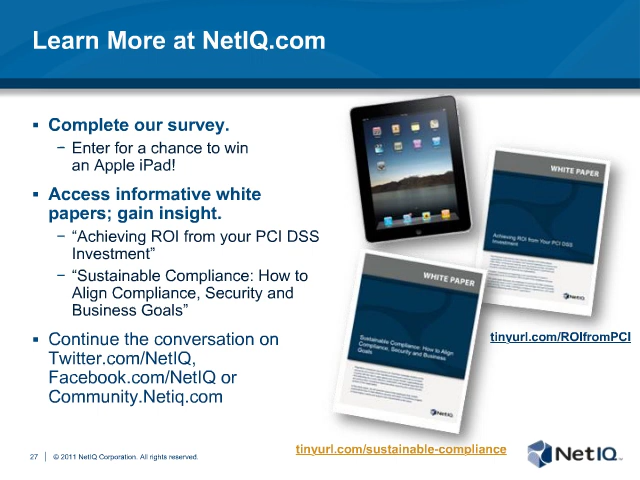 Learn More at NetIQ.com
▪ Complete our survey.
− Enter for a chance to win
an Apple iPad!
▪ Access informative white
papers; gain insight.
− “Achieving ROI from your PCI DSS
Investment”
− “Sustainable Compliance: How to
Align Compliance, Security and
Business Goals”
▪ Continue the conversation on
Twitter.com/NetIQ,
Facebook.com/NetIQ or
Community.Netiq.com
WHITE PAPER
Achieving ROI from Your PCI DSS
Investment
NetIQ
tinyurl.com/ROIfromPCI
WHITE PAPER
Sustainable Compliance: How to Align
Compliance, Security and Business
Goals
NetIQ
tinyurl.com/sustainable-compliance
27 | © 2011 NetIQ Corporation. All rights reserved.
NetIQ